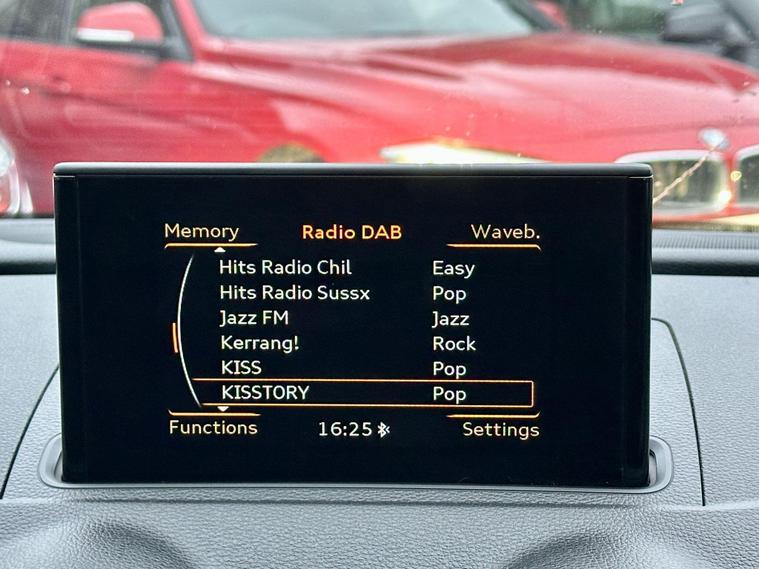 Memory Radio DAB Waveb.
Hits Radio Chil Easy
Hits Radio Sussx Pop
Jazz FM Jazz
Kerrang! Rock
KISS Pop
KISSTORY Pop
Functions 16:25 Settings